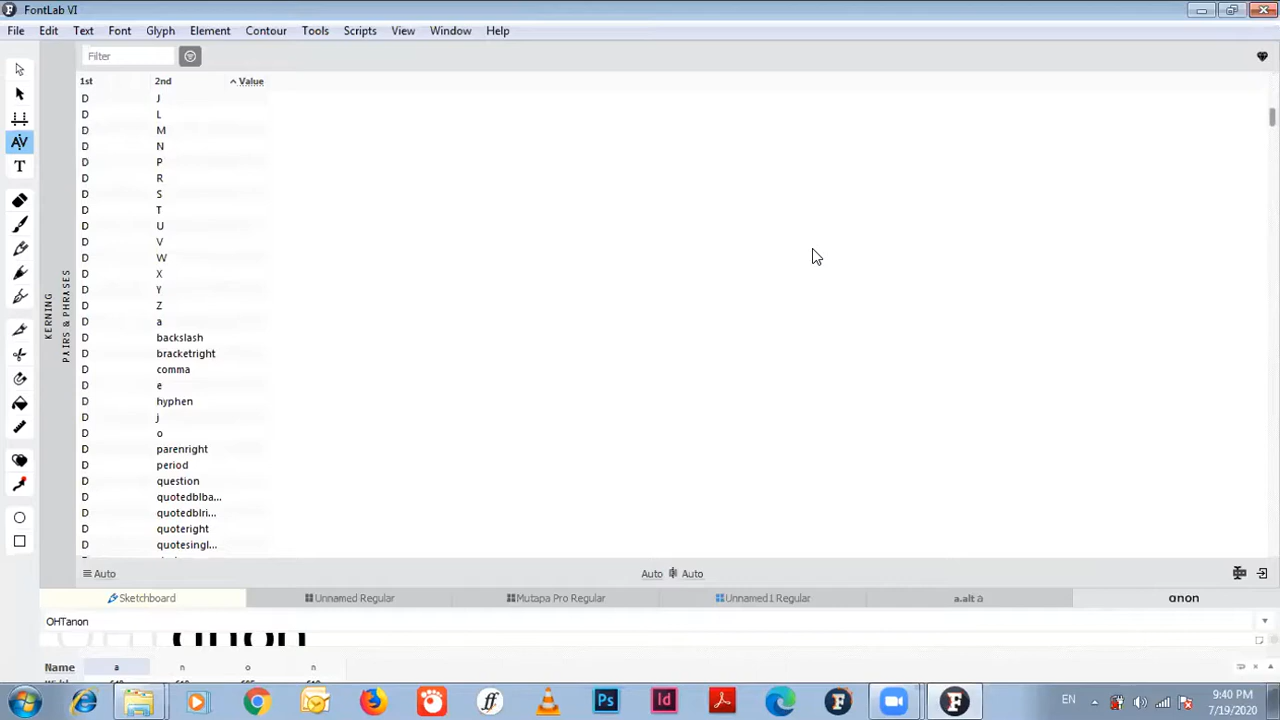 FontLab VI
File Edit Text Font Glyph Element Contour Tools Scripts View Window Help
Filter
1st 2nd Value
D J
D L
D M
D N
D P
D R
D S
D T
D U
D V
D W
D X
D Y
D Z
D a
D backslash
D bracketright
D comma
D e
D hyphen
D j
D o
D parenright
D period
D question
D quotedblba...
D quotedblri...
D quoteright
D quotesingl...
KERNING
PAIRS & PHRASES
Auto Auto Auto
Sketchboard Unnamed Regular Mutapa Pro Regular Unnamed1 Regular a.alt a anon
OHTanon
OHTanon
Name a n o n
EN 9:40 PM
7/19/2020